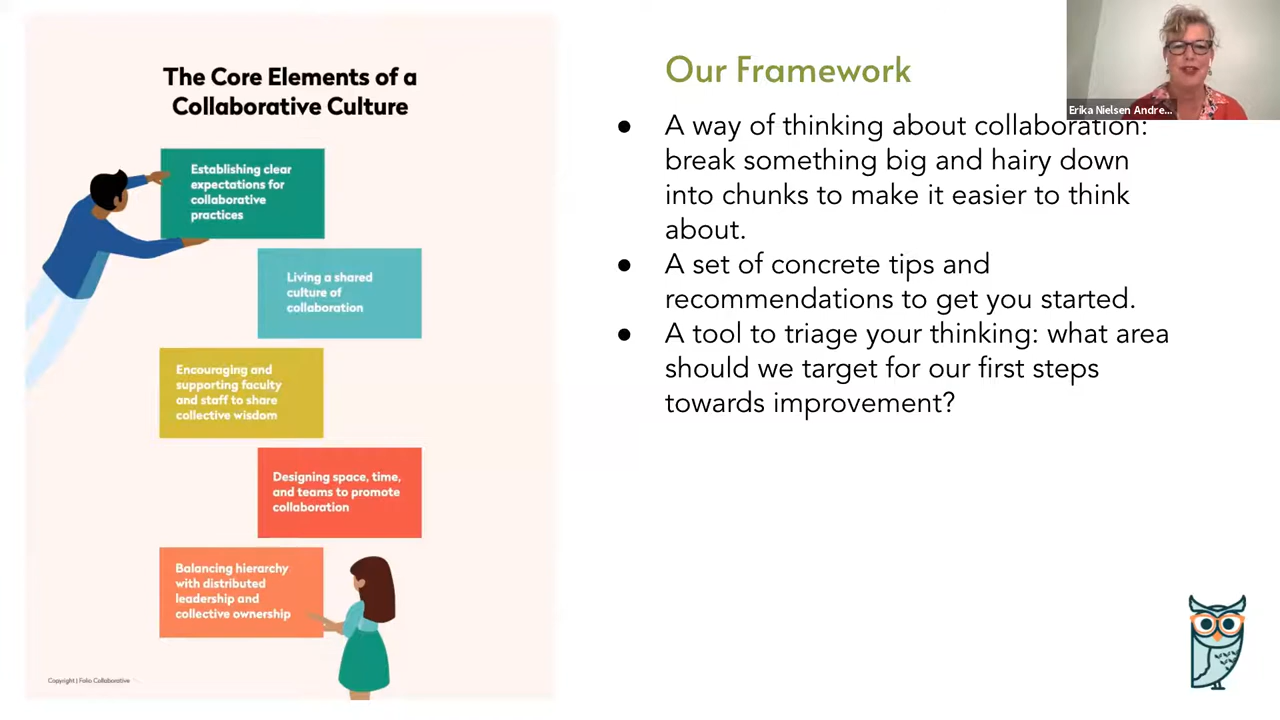 The Core Elements of a
Collaborative Culture
Establishing clear
expectations for
collaborative
practices
Living a shared
culture of
collaboration
Encouraging and
supporting faculty
and staff to share
collective wisdom
Designing space, time,
and teams to promote
collaboration
Balancing hierarchy
with distributed
leadership and
collective ownership
Copyright | Folio Collaborative
Our Framework
● A way of thinking about collaboration:
break something big and hairy down
into chunks to make it easier to think
about.
● A set of concrete tips and
recommendations to get you started.
● A tool to triage your thinking: what area
should we target for our first steps
towards improvement?
Erika Nielsen Andre...